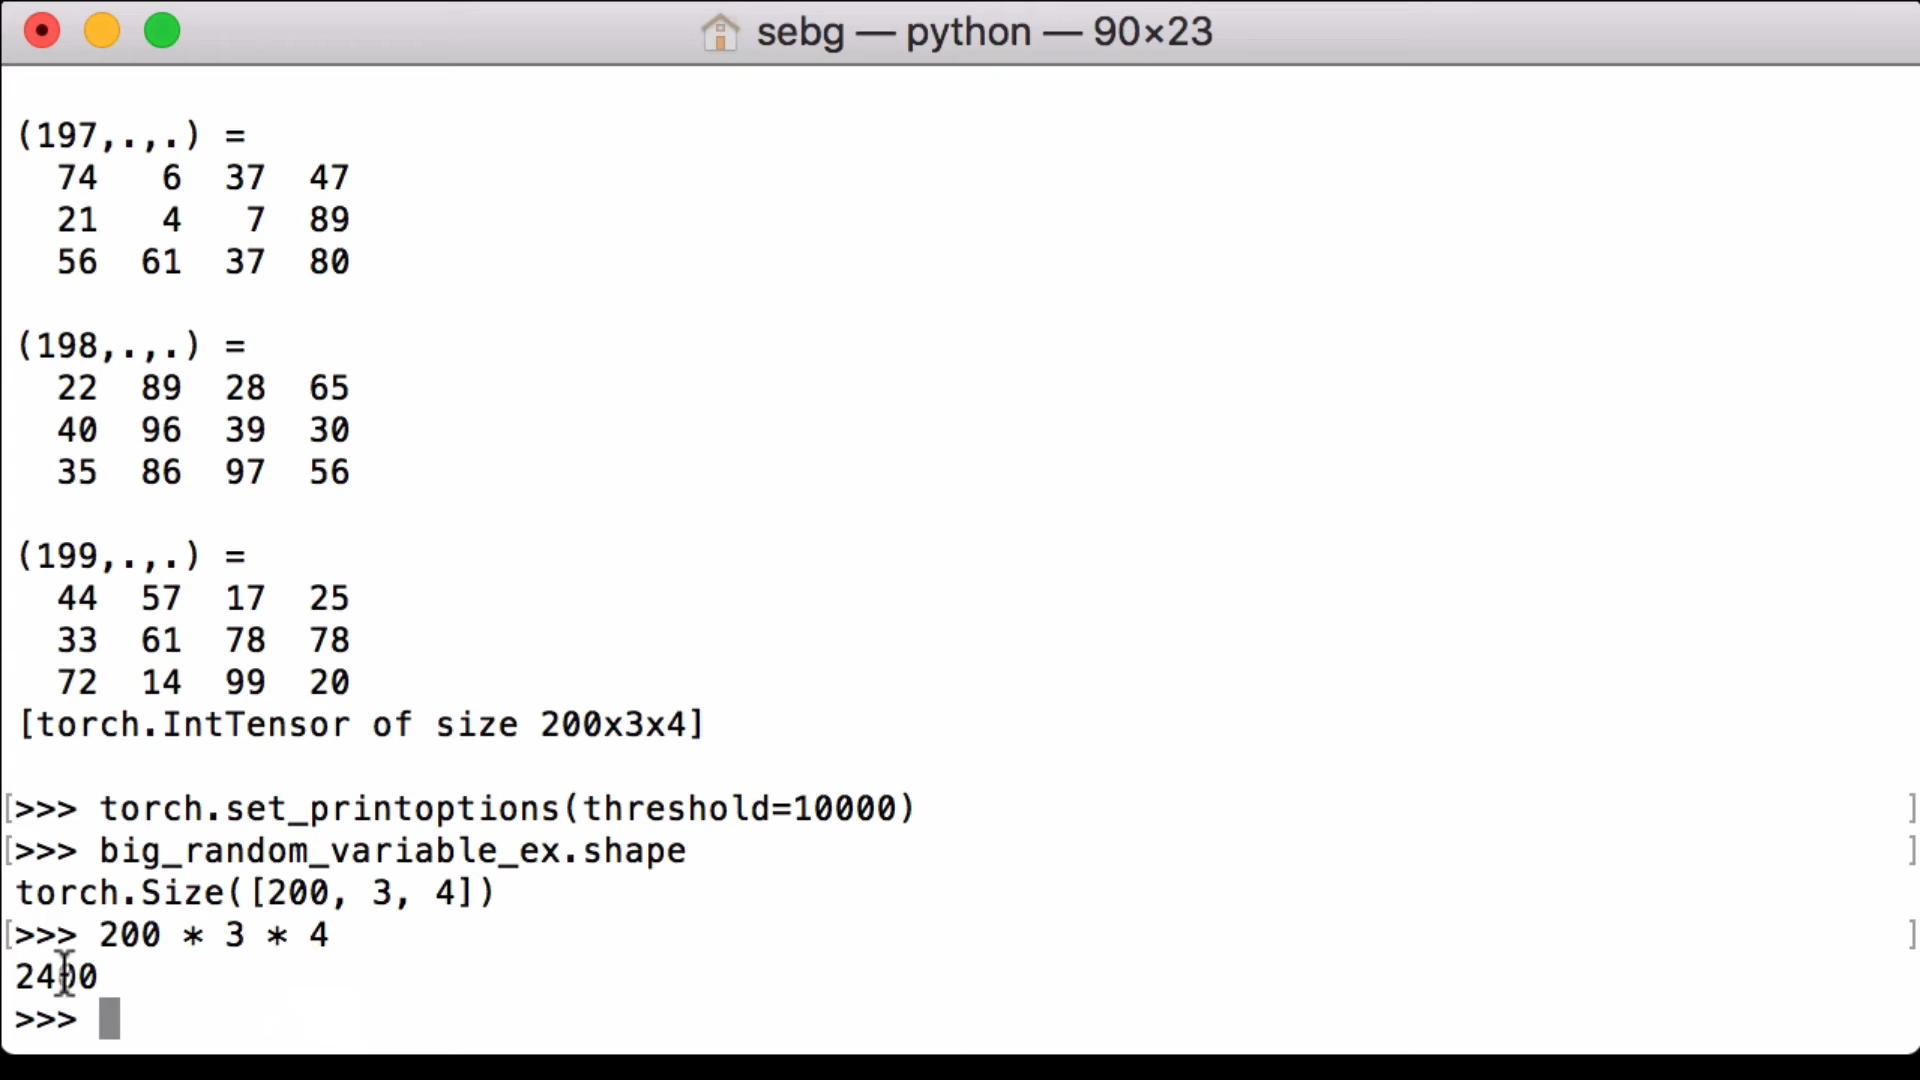 sebg — python — 90×23
(197,.,.) =
74 6 37 47
21 4 7 89
56 61 37 80
(198,.,.) =
22 89 28 65
40 96 39 30
35 86 97 56
(199,.,.) =
44 57 17 25
33 61 78 78
72 14 99 20
[torch.IntTensor of size 200x3x4]
[>>> torch.set_printoptions(threshold=10000) ]
[>>> big_random_variable_ex.shape ]
torch.Size([200, 3, 4])
[>>> 200 * 3 * 4 ]
2400
>>>